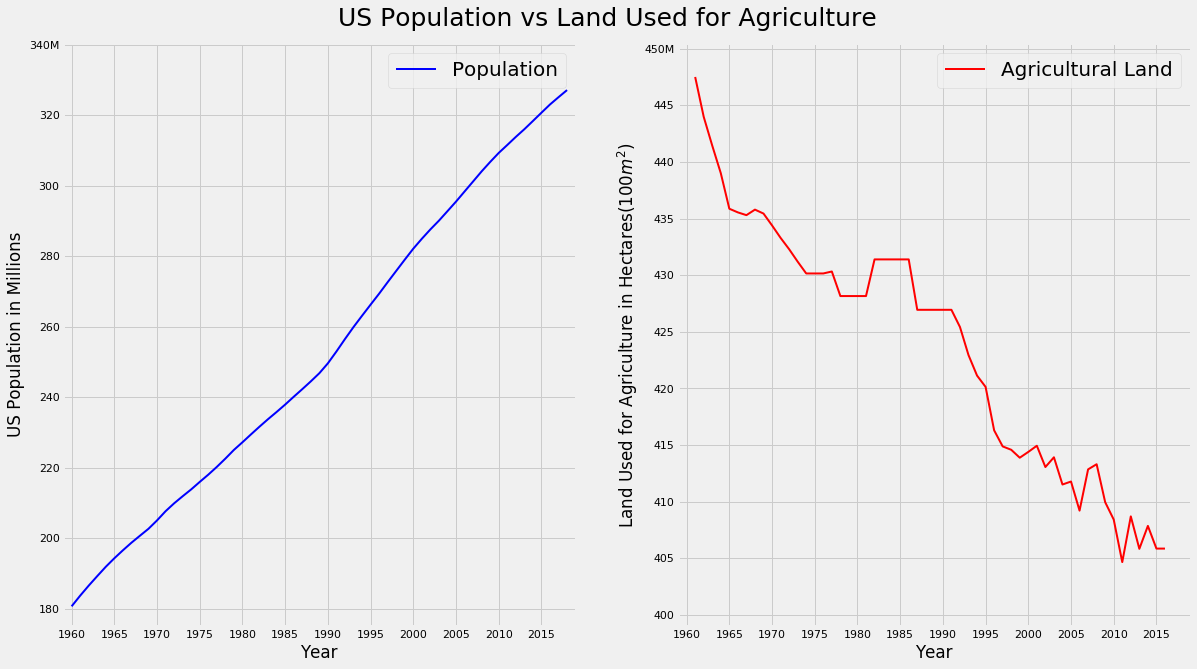 US Population vs Land Used for Agriculture
US Population in Millions
340M
320
300
280
260
240
220
200
180
Population
1960 1965 1970 1975 1980 1985 1990 1995 2000 2005 2010 2015
Year
Land Used for Agriculture in Hectares(100m²)
450M
445
440
435
430
425
420
415
410
405
400
Agricultural Land
1960 1965 1970 1975 1980 1985 1990 1995 2000 2005 2010 2015
Year